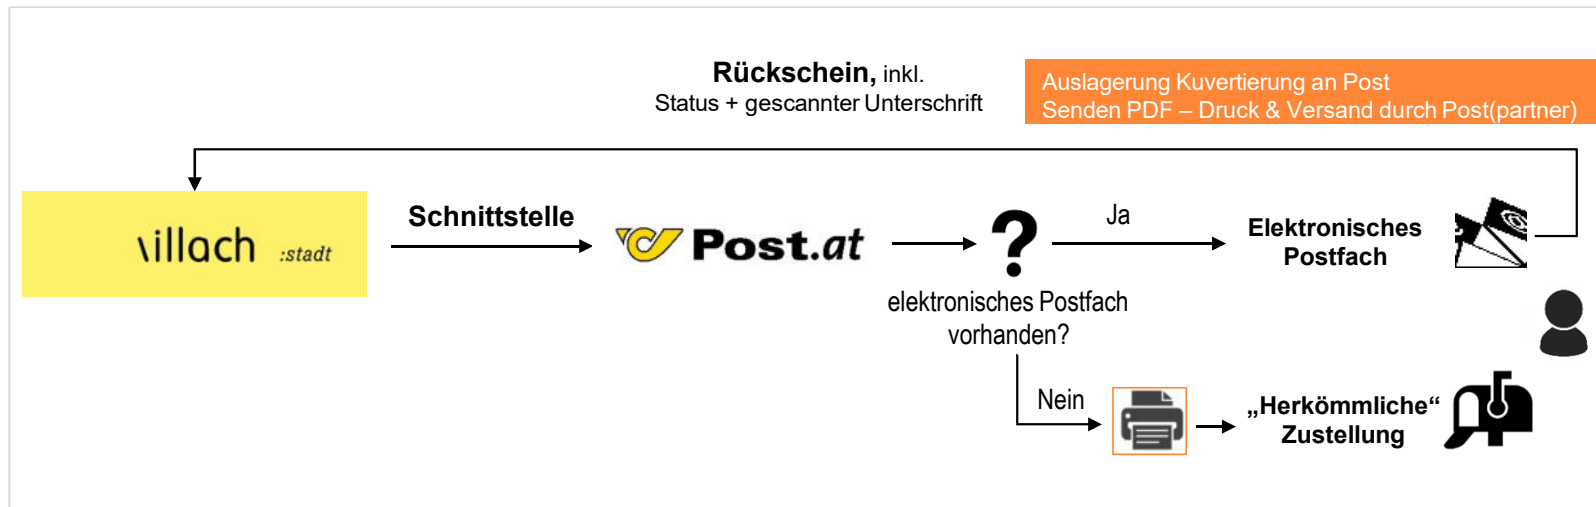 Rückschein, inkl.
Status + gescannter Unterschrift
Auslagerung Kuvertierung an Post
Senden PDF – Druck & Versand durch Post(partner)
villach :stadt
Schnittstelle
Post.at
?
Ja
Elektronisches
Postfach
elektronisches Postfach
vorhanden?
Nein
„Herkömmliche“
Zustellung